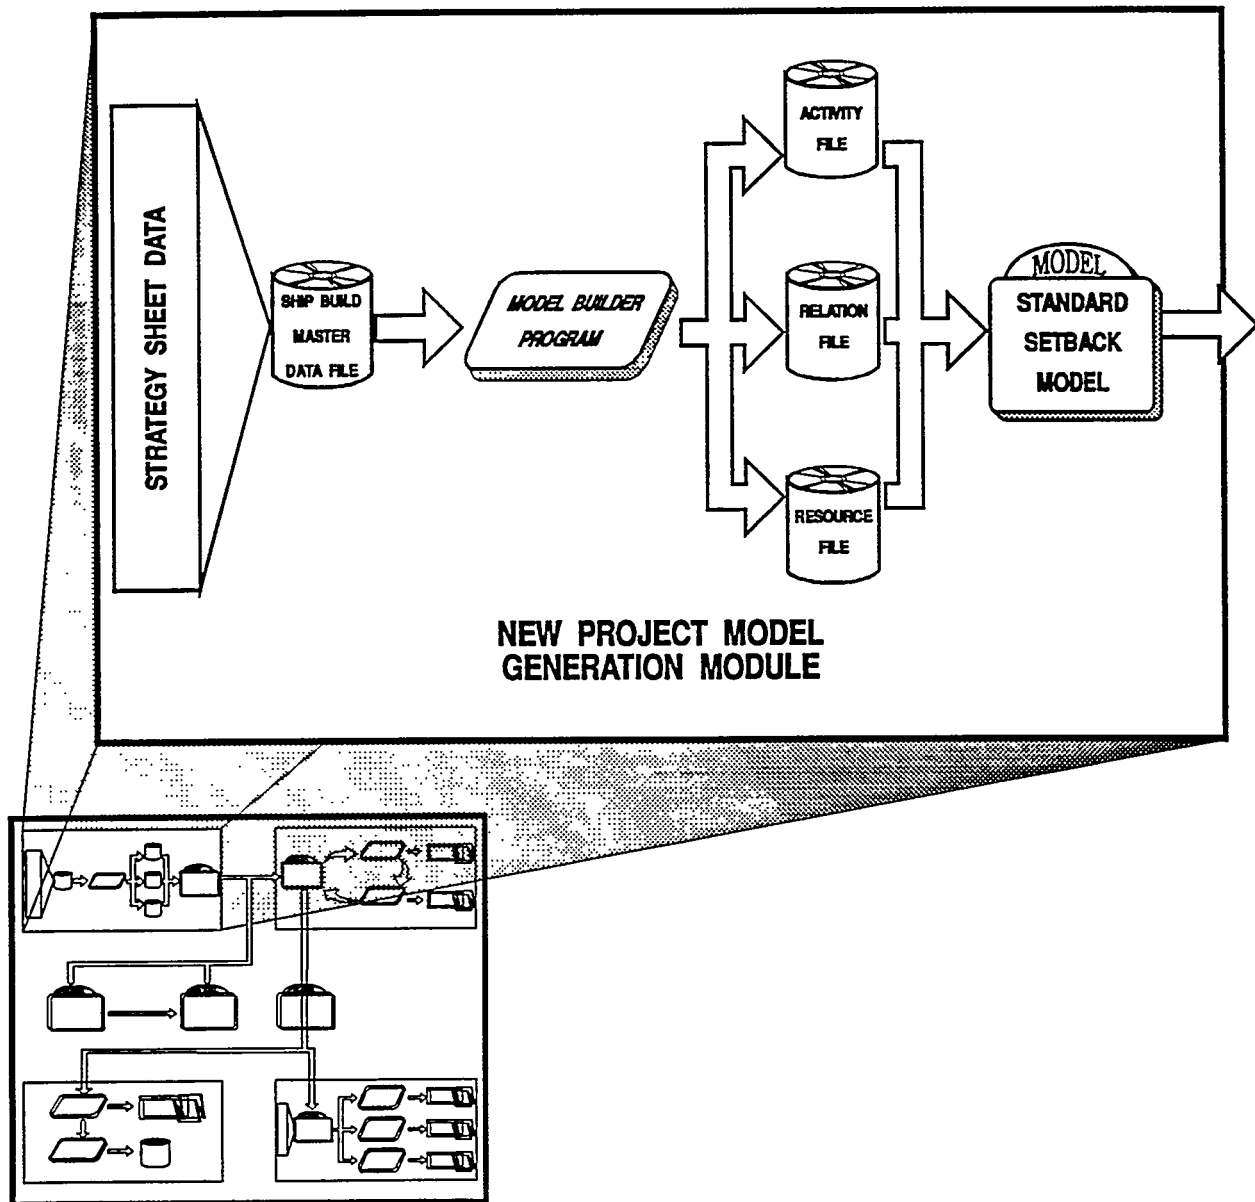 STRATEGY SHEET DATA
SHIP BUILD
MASTER
DATA FILE
MODEL BUILDER
PROGRAM
ACTIVITY
FILE
RELATION
FILE
RESOURCE
FILE
MODEL
STANDARD
SETBACK
MODEL
NEW PROJECT MODEL
GENERATION MODULE